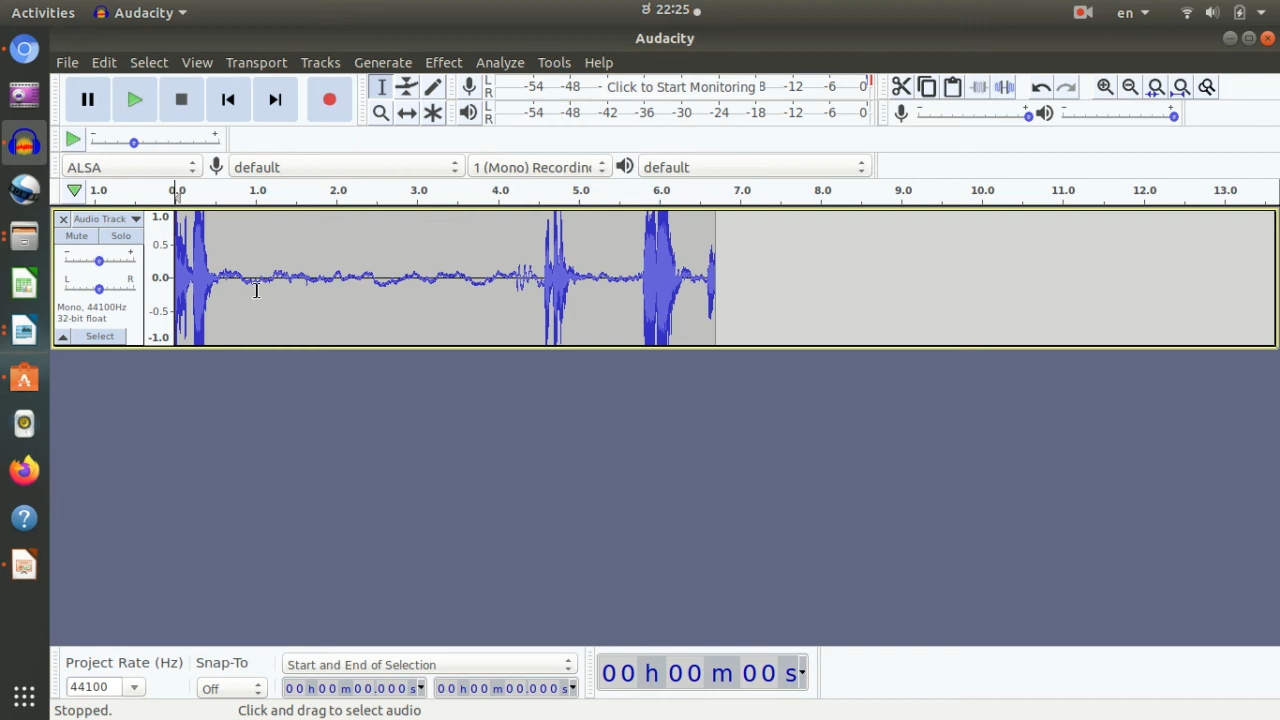 Activities Audacity ಶ 22:25 en
Audacity
File Edit Select View Transport Tracks Generate Effect Analyze Tools Help
L R -54 -48 - Click to Start Monitoring 8 -12 -6 0
L R -54 -48 -42 -36 -30 -24 -18 -12 -6 0
ALSA default 1 (Mono) Recording default
1.0 0.0 1.0 2.0 3.0 4.0 5.0 6.0 7.0 8.0 9.0 10.0 11.0 12.0 13.0
Audio Track 1.0
Mute Solo
0.5
L R 0.0
Mono, 44100Hz
32-bit float -0.5
Select -1.0
Project Rate (Hz) Snap-To Start and End of Selection
44100 Off 00 h 00 m 00.000 s 00 h 00 m 00.000 s
00 h 00 m 00 s
Stopped. Click and drag to select audio